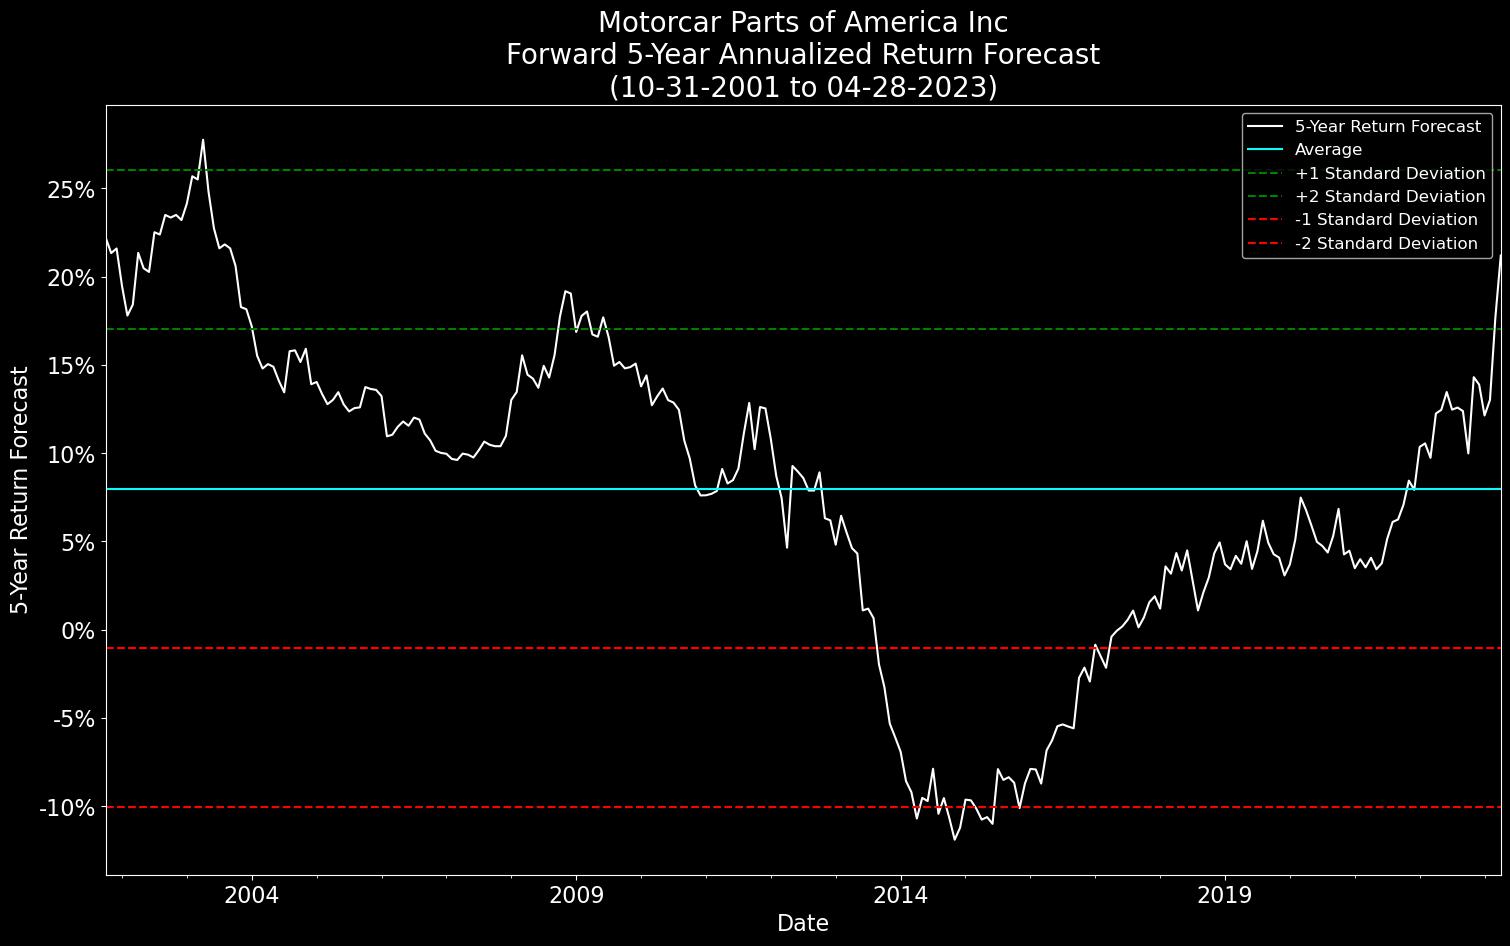 Motorcar Parts of America Inc
Forward 5-Year Annualized Return Forecast
(10-31-2001 to 04-28-2023)
5-Year Return Forecast
Average
+1 Standard Deviation
+2 Standard Deviation
-1 Standard Deviation
-2 Standard Deviation
5-Year Return Forecast
25%
20%
15%
10%
5%
0%
-5%
-10%
2004 2009 2014 2019
Date